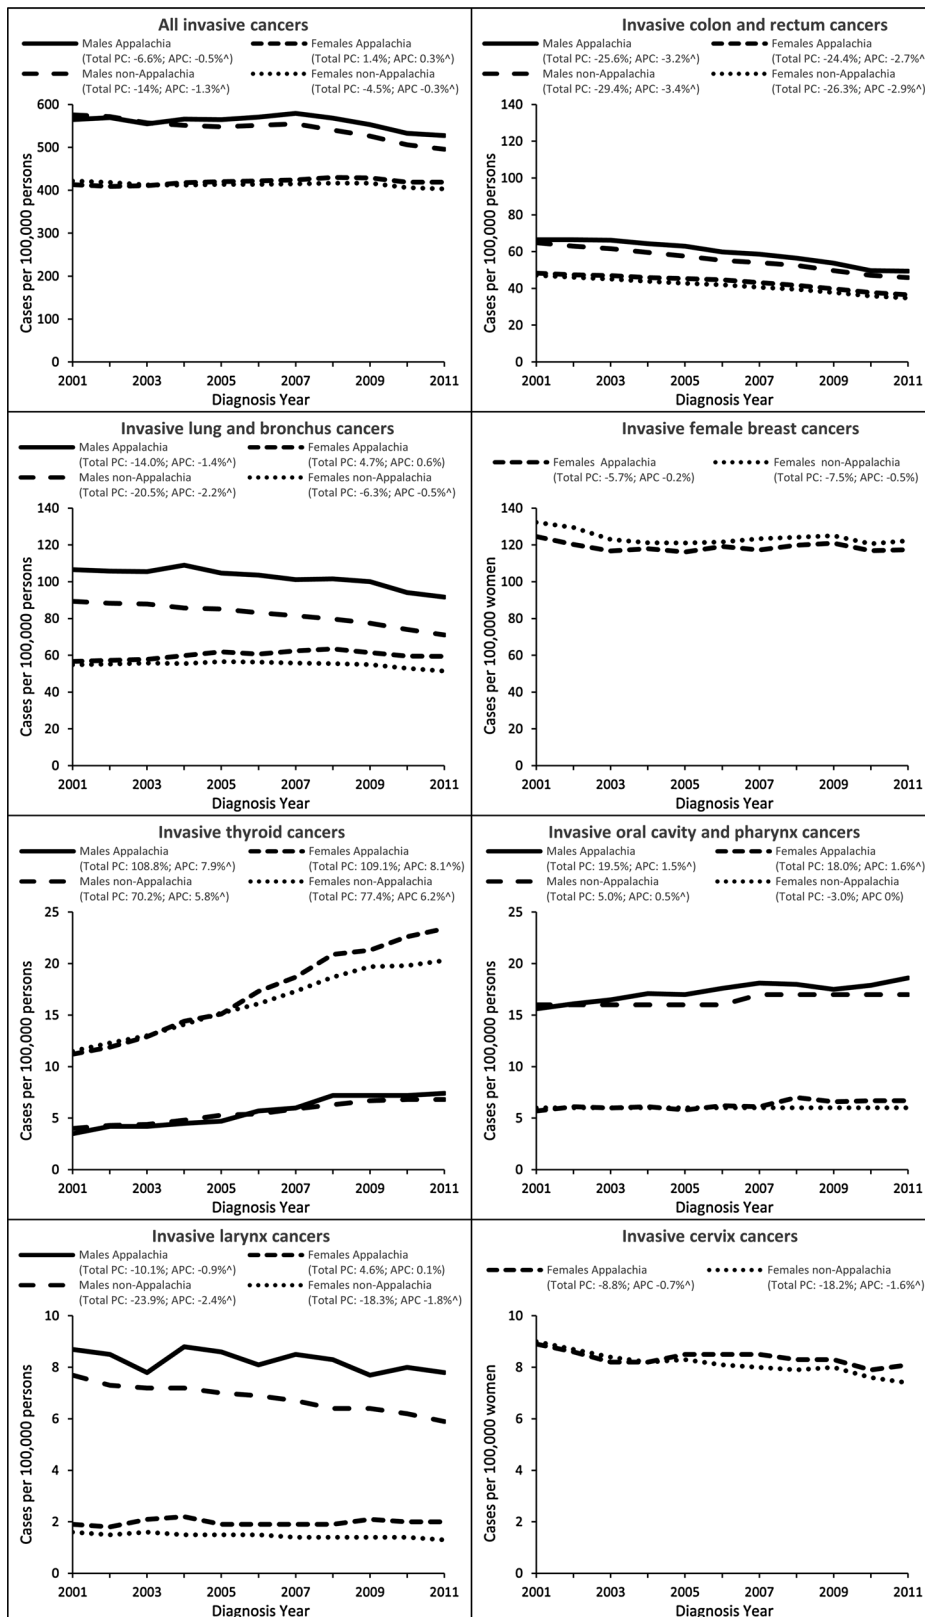 All invasive cancers
Males Appalachia
(Total PC: -6.6%; APC: -0.5%^)
Females Appalachia
(Total PC: 1.4%; APC: 0.3%^)
Males non-Appalachia
(Total PC: -14%; APC: -1.3%^)
Females non-Appalachia
(Total PC: -4.5%; APC -0.3%^)
Cases per 100,000 persons
600
500
400
300
200
100
0
2001 2003 2005 2007 2009 2011
Diagnosis Year
Invasive colon and rectum cancers
Males Appalachia
(Total PC: -25.6%; APC: -3.2%^)
Females Appalachia
(Total PC: -24.4%; APC: -2.7%^)
Males non-Appalachia
(Total PC: -29.4%; APC: -3.4%^)
Females non-Appalachia
(Total PC: -26.3%; APC -2.9%^)
Cases per 100,000 persons
140
120
100
80
60
40
20
0
2001 2003 2005 2007 2009 2011
Diagnosis Year
Invasive lung and bronchus cancers
Males Appalachia
(Total PC: -14.0%; APC: -1.4%^)
Females Appalachia
(Total PC: 4.7%; APC: 0.6%)
Males non-Appalachia
(Total PC: -20.5%; APC: -2.2%^)
Females non-Appalachia
(Total PC: -6.3%; APC -0.5%^)
Cases per 100,000 persons
140
120
100
80
60
40
20
0
2001 2003 2005 2007 2009 2011
Diagnosis Year
Invasive female breast cancers
Females Appalachia
(Total PC: -5.7%; APC -0.2%)
Females non-Appalachia
(Total PC: -7.5%; APC: -0.5%)
Cases per 100,000 women
140
120
100
80
60
40
20
0
2001 2003 2005 2007 2009 2011
Diagnosis Year
Invasive thyroid cancers
Males Appalachia
(Total PC: 108.8%; APC: 7.9%^)
Females Appalachia
(Total PC: 109.1%; APC: 8.1^%)
Males non-Appalachia
(Total PC: 70.2%; APC: 5.8%^)
Females non-Appalachia
(Total PC: 77.4%; APC 6.2%^)
Cases per 100,000 persons
25
20
15
10
5
0
2001 2003 2005 2007 2009 2011
Diagnosis Year
Invasive oral cavity and pharynx cancers
Males Appalachia
(Total PC: 19.5%; APC: 1.5%^)
Females Appalachia
(Total PC: 18.0%; APC: 1.6%^)
Males non-Appalachia
(Total PC: 5.0%; APC: 0.5%^)
Females non-Appalachia
(Total PC: -3.0%; APC 0%)
Cases per 100,000 persons
25
20
15
10
5
0
2001 2003 2005 2007 2009 2011
Diagnosis Year
Invasive larynx cancers
Males Appalachia
(Total PC: -10.1%; APC: -0.9%^)
Females Appalachia
(Total PC: 4.6%; APC: 0.1%)
Males non-Appalachia
(Total PC: -23.9%; APC: -2.4%^)
Females non-Appalachia
(Total PC: -18.3%; APC -1.8%^)
Cases per 100,000 persons
10
8
6
4
2
0
2001 2003 2005 2007 2009 2011
Diagnosis Year
Invasive cervix cancers
Females Appalachia
(Total PC: -8.8%; APC -0.7%^)
Females non-Appalachia
(Total PC: -18.2%; APC: -1.6%^)
Cases per 100,000 women
10
8
6
4
2
0
2001 2003 2005 2007 2009 2011
Diagnosis Year